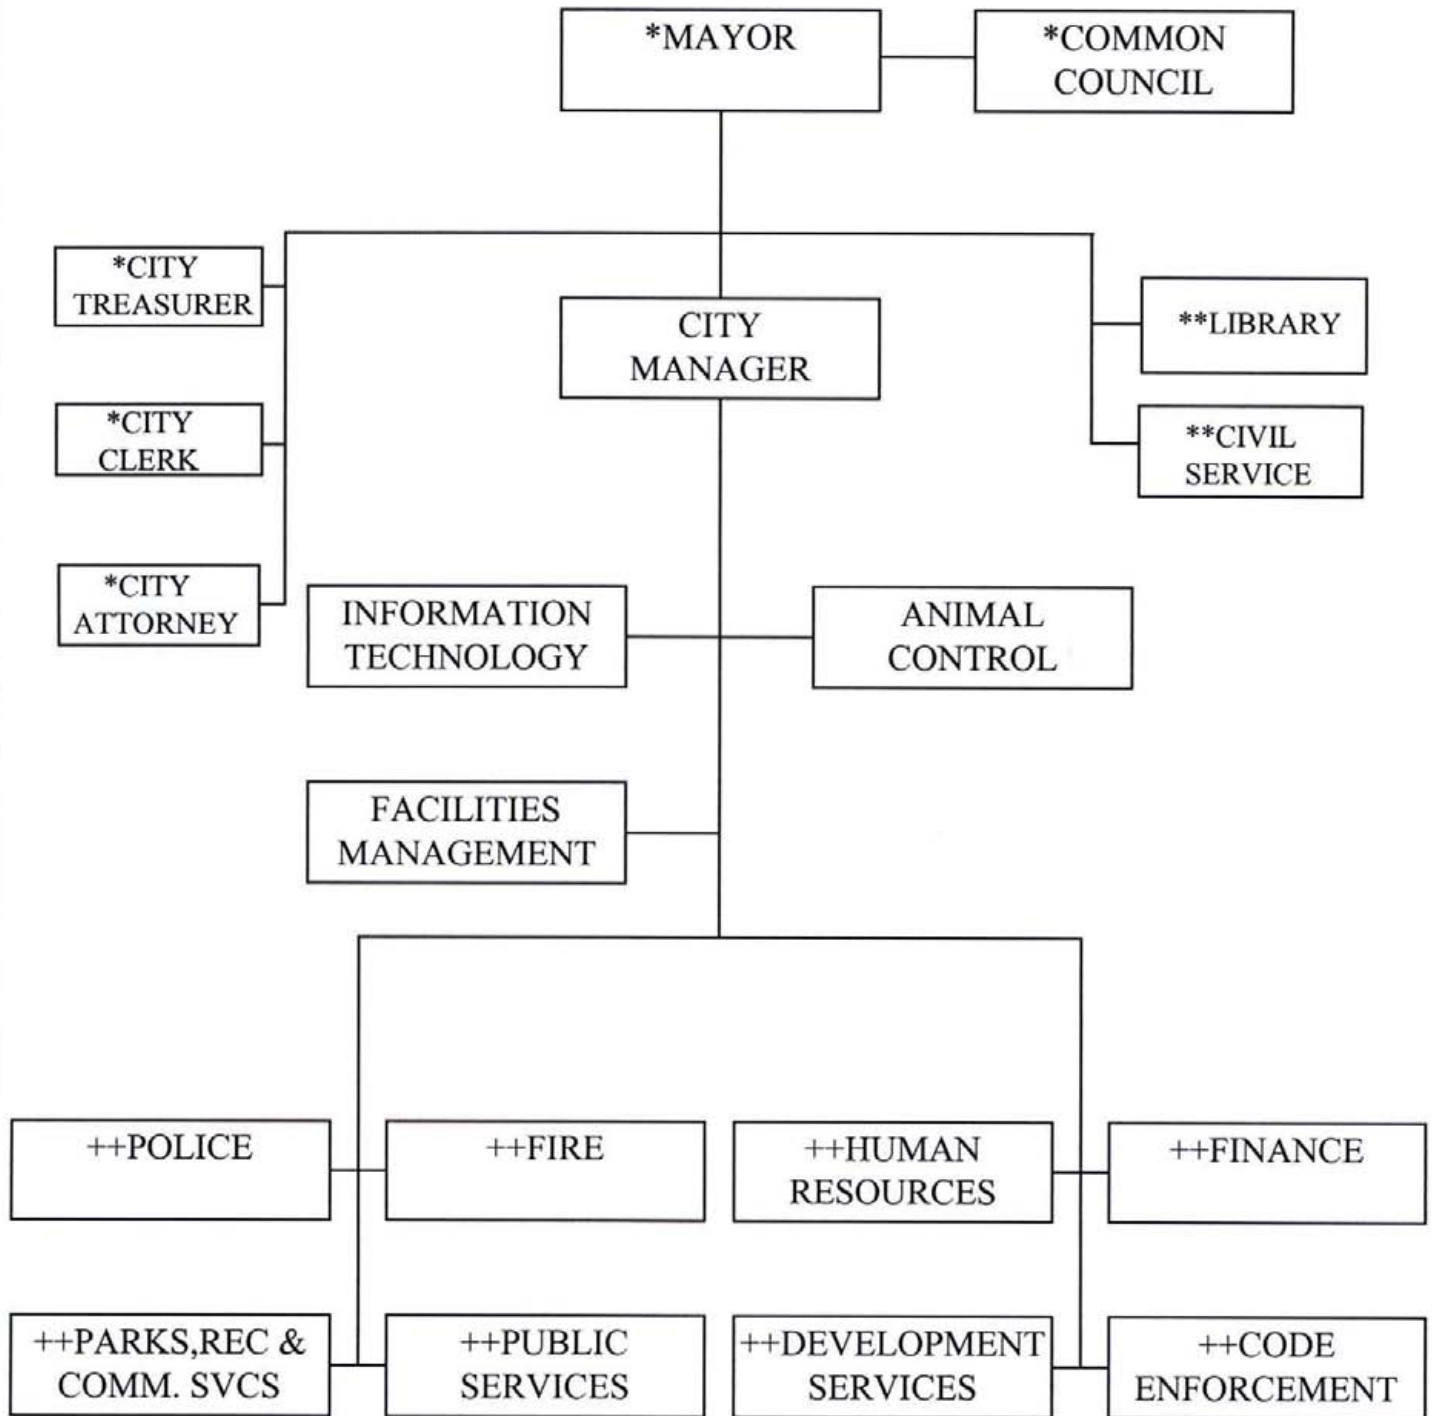 *MAYOR
*COMMON
COUNCIL
*CITY
TREASURER
CITY
MANAGER
**LIBRARY
*CITY
CLERK
**CIVIL
SERVICE
*CITY
ATTORNEY
INFORMATION
TECHNOLOGY
ANIMAL
CONTROL
FACILITIES
MANAGEMENT
++POLICE
++FIRE
++HUMAN
RESOURCES
++FINANCE
++PARKS,REC &
COMM. SVCS
++PUBLIC
SERVICES
++DEVELOPMENT
SERVICES
++CODE
ENFORCEMENT